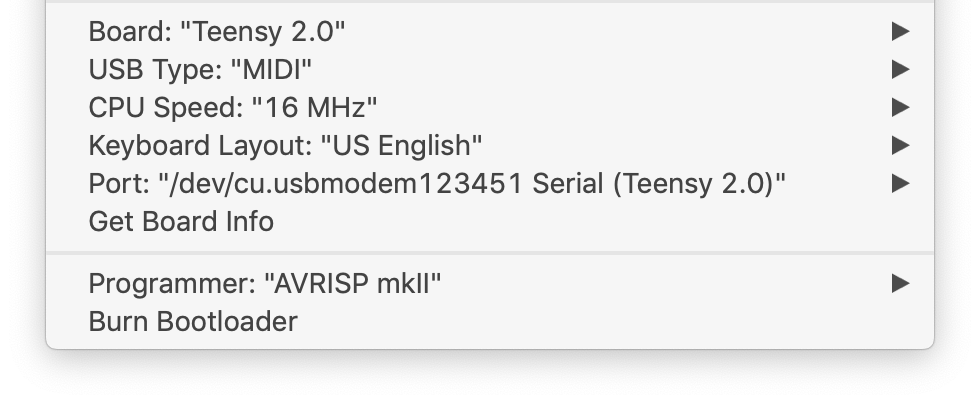 Board: "Teensy 2.0"
USB Type: "MIDI"
CPU Speed: "16 MHz"
Keyboard Layout: "US English"
Port: "/dev/cu.usbmodem123451 Serial (Teensy 2.0)"
Get Board Info
Programmer: "AVRISP mkII"
Burn Bootloader